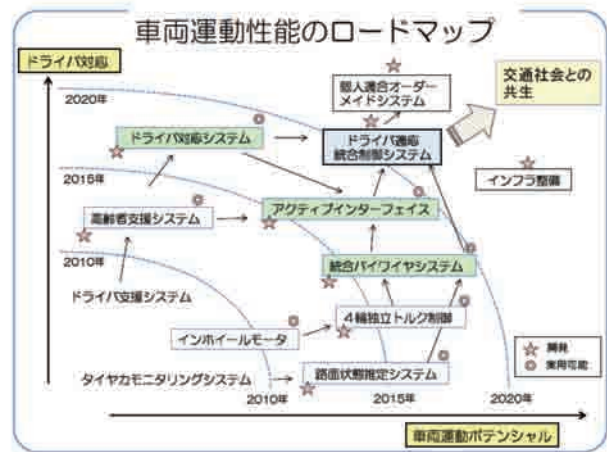 車両運動性能のロードマップ
ドライバ対応
2020年
個人適合オーダー
メイドシステム
交通社会との
共生
ドライバ対応システム
ドライバ適応
統合制御システム
インフラ整備
2015年
高齢者支援システム
アクティブインターフェイス
2010年
統合バイワイヤシステム
ドライバ支援システム
4輪独立トルク制御
インホイールモータ
開発
実用可能
タイヤ力モニタリングシステム
路面状態推定システム
2010年
2015年
2020年
車両運動ポテンシャル